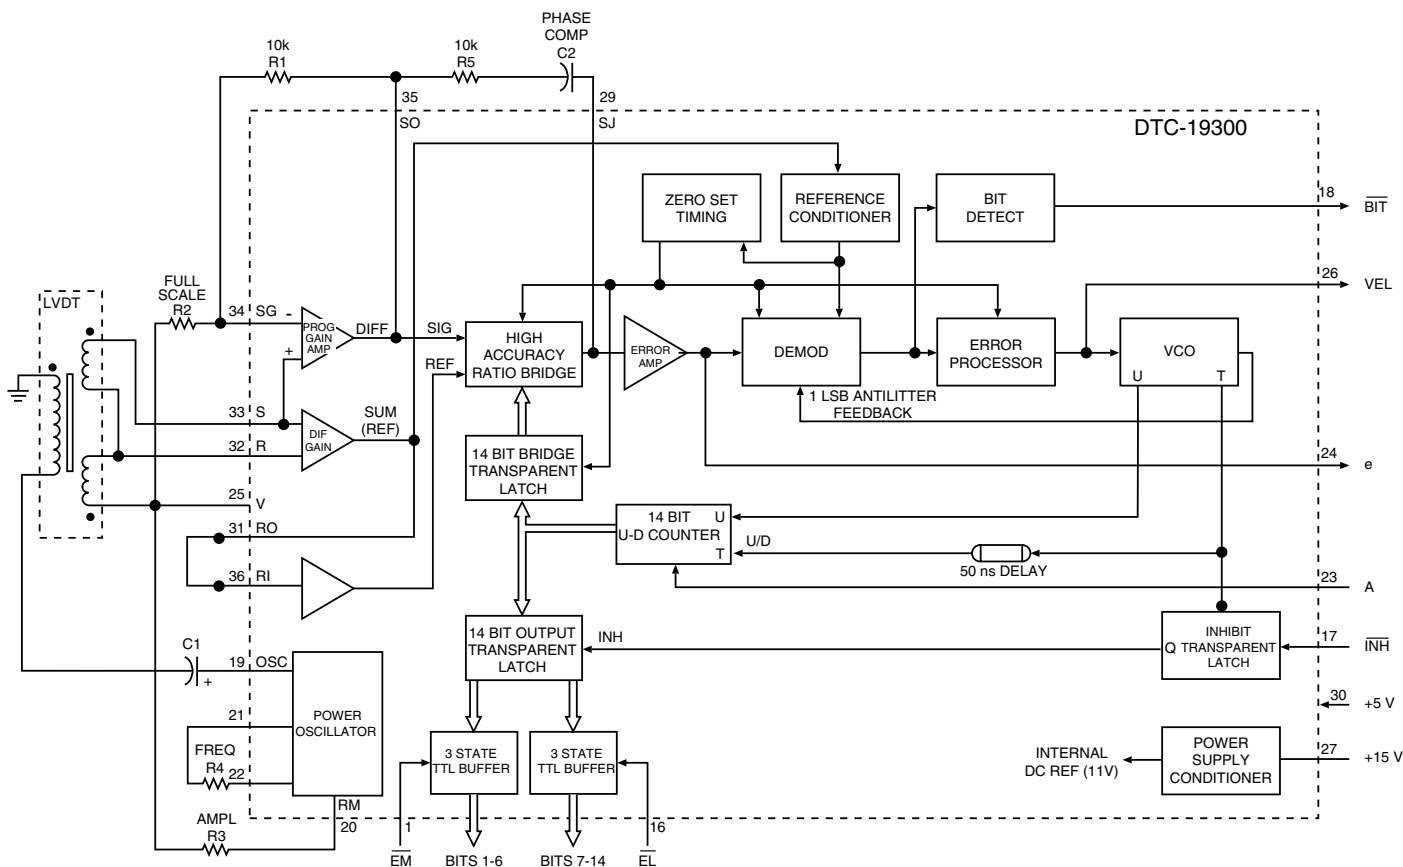 PHASE
COMP
10k
R1
10k
R5
C2
35
SO
29
SJ
DTC-19300
ZERO SET
TIMING
REFERENCE
CONDITIONER
BIT
DETECT
18
BIT
LVDT
FULL
SCALE
R2
34 SG
-
+
PROG
GAIN
AMP
DIFF
SIG
REF
HIGH
ACCURACY
RATIO BRIDGE
ERROR
AMP
DEMOD
ERROR
PROCESSOR
VCO
U T
26
VEL
1 LSB ANTILITTER
FEEDBACK
33 S
32 R
DIF
GAIN
SUM
(REF)
14 BIT BRIDGE
TRANSPARENT
LATCH
24
e
25
V
31 RO
36 RI
14 BIT
U-D COUNTER
U
T
U/D
50 ns DELAY
23
A
14 BIT OUTPUT
TRANSPARENT
LATCH
INH
Q
INHIBIT
TRANSPARENT
LATCH
17
INH
C1
+
19 OSC
21
FREQ
R4
22
POWER
OSCILLATOR
RM
20
AMPL
R3
3 STATE
TTL BUFFER
3 STATE
TTL BUFFER
30
+5 V
INTERNAL
DC REF (11V)
POWER
SUPPLY
CONDITIONER
27
+15 V
1
16
EM
BITS 1-6
BITS 7-14
EL